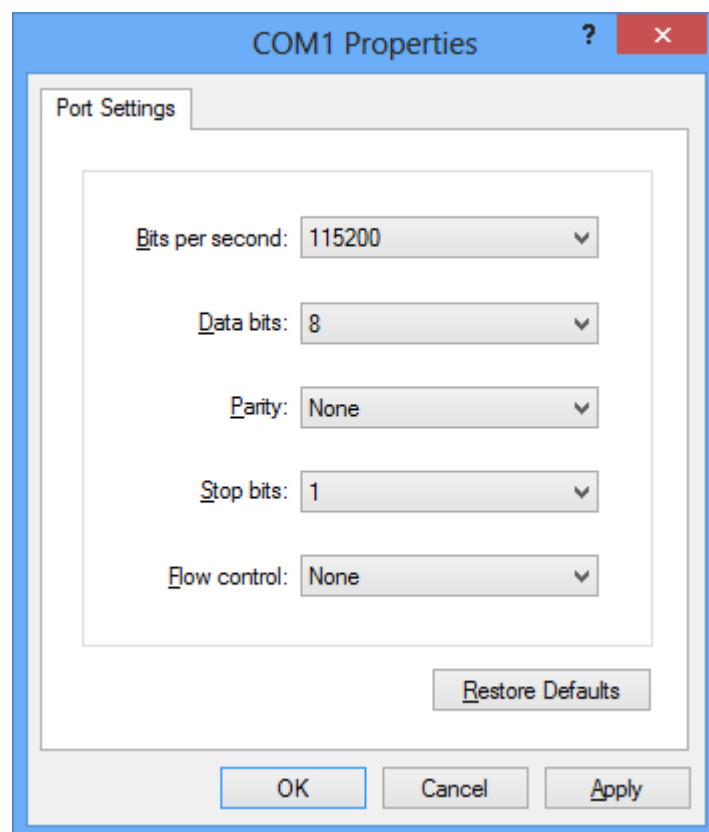 COM1 Properties ? ×
Port Settings
Bits per second: 115200
Data bits: 8
Parity: None
Stop bits: 1
Flow control: None
Restore Defaults
OK Cancel Apply